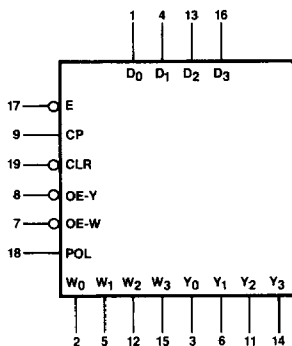 1 4 13 16
D0 D1 D2 D3
17 E
9 CP
19 CLR
8 OE-Y
7 OE-W
18 POL
W0 W1 W2 W3 Y0 Y1 Y2 Y3
2 5 12 15 3 6 11 14